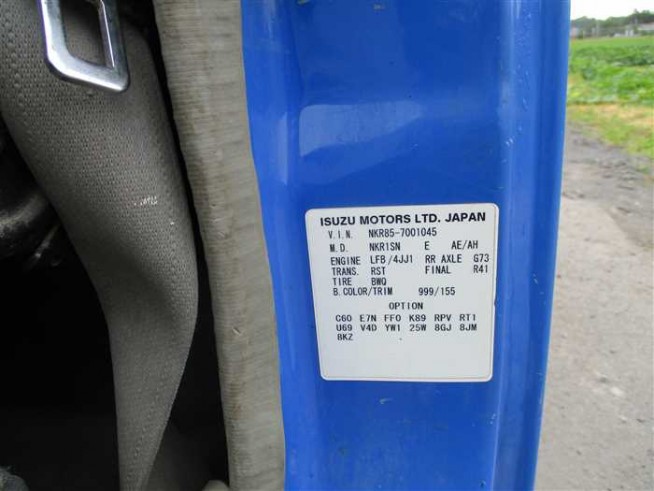 ISUZU MOTORS LTD. JAPAN
V.I.N. NKR85-7001045
M.D. NKR1SN E AE/AH
ENGINE LFB/4JJ1 RR AXLE G73
TRANS. RST FINAL R41
TIRE BWQ
B.COLOR/TRIM 999/155
OPTION
C60 E7N FF0 K89 RPV RT1
U69 V4D YW1 25W 8GJ 8JM
8KZ